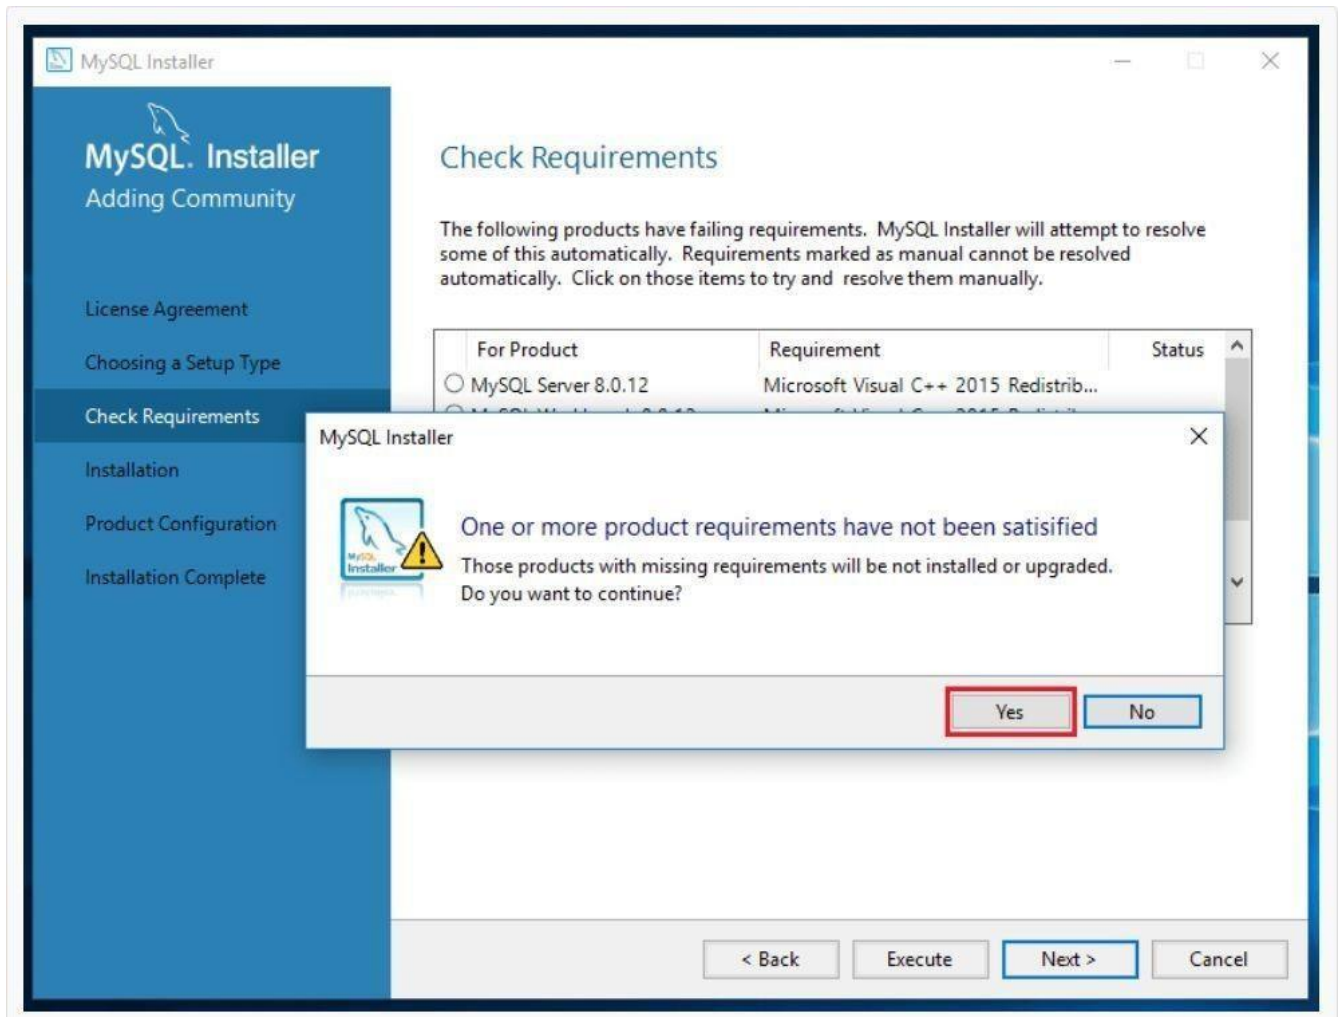 MySQL Installer
MySQL. Installer
Adding Community
License Agreement
Choosing a Setup Type
Check Requirements
Installation
Product Configuration
Installation Complete
Check Requirements
The following products have failing requirements. MySQL Installer will attempt to resolve
some of this automatically. Requirements marked as manual cannot be resolved
automatically. Click on those items to try and resolve them manually.
For Product Requirement Status
MySQL Server 8.0.12 Microsoft Visual C++ 2015 Redistrib...
MySQL Installer
MySQL
Installer
One or more product requirements have not been satisified
Those products with missing requirements will be not installed or upgraded.
Do you want to continue?
Yes No
< Back Execute Next > Cancel